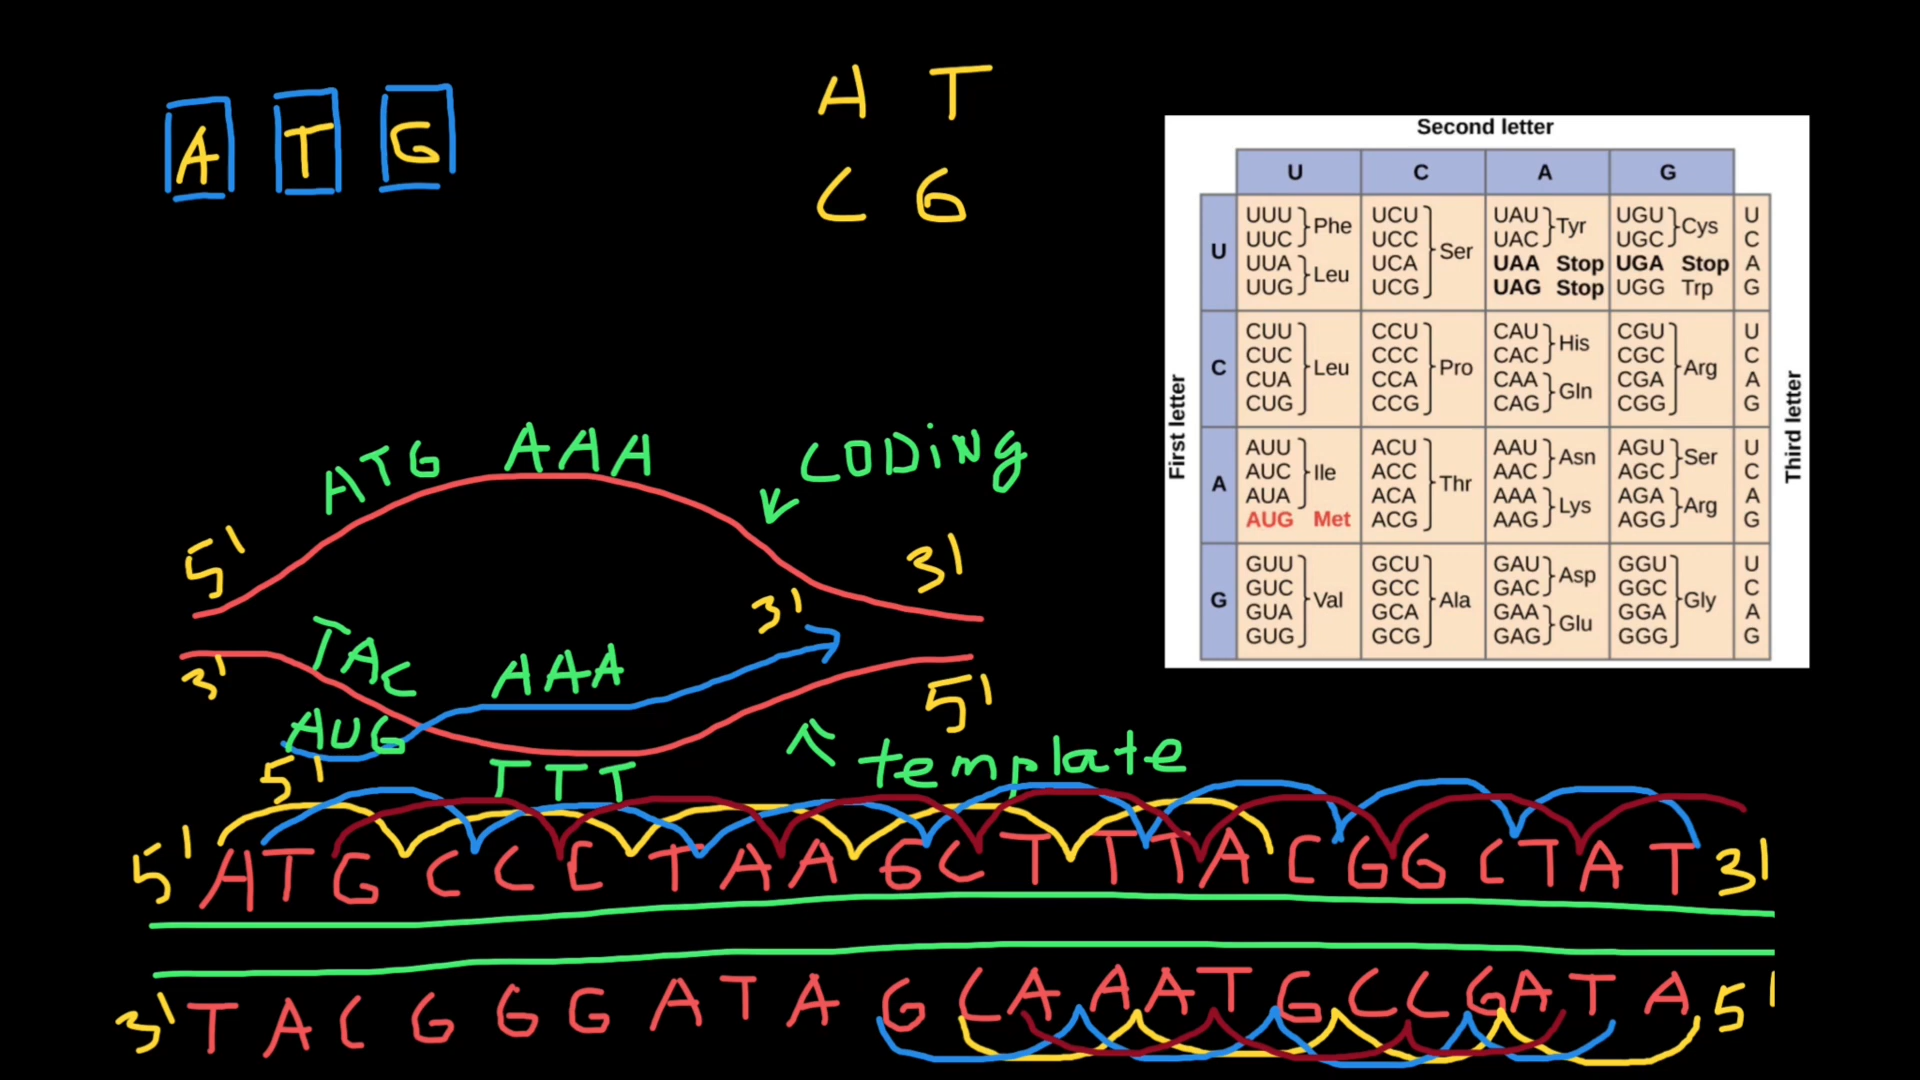 A T G
A T
C G
Second letter
U C A G
First letter
Third letter
U
UUU Phe UCU Ser UAU Tyr UGU Cys U
UUC UCC UAC UGC C
UUA Leu UCA UAA Stop UGA Stop A
UUG UCG UAG Stop UGG Trp G
C
CUU Leu CCU Pro CAU His CGU Arg U
CUC CCC CAC CGC C
CUA CCA CAA Gln CGA A
CUG CCG CAG CGG G
A
AUU Ile ACU Thr AAU Asn AGU Ser U
AUC ACC AAC AGC C
AUA ACA AAA Lys AGA Arg A
AUG Met ACG AAG AGG G
G
GUU Val GCU Ala GAU Asp GGU Gly U
GUC GCC GAC GGC C
GUA GCA GAA Glu GGA A
GUG GCG GAG GGG G
ATG AAA CODiNg
5' 3'
3' TAC AAA 3' 5'
AUG
5' TTT template
5' ATGCCCTAAGCTTTACGGCTAT 3'
3' TACGGGATAGCAAATGCCGATA 5'